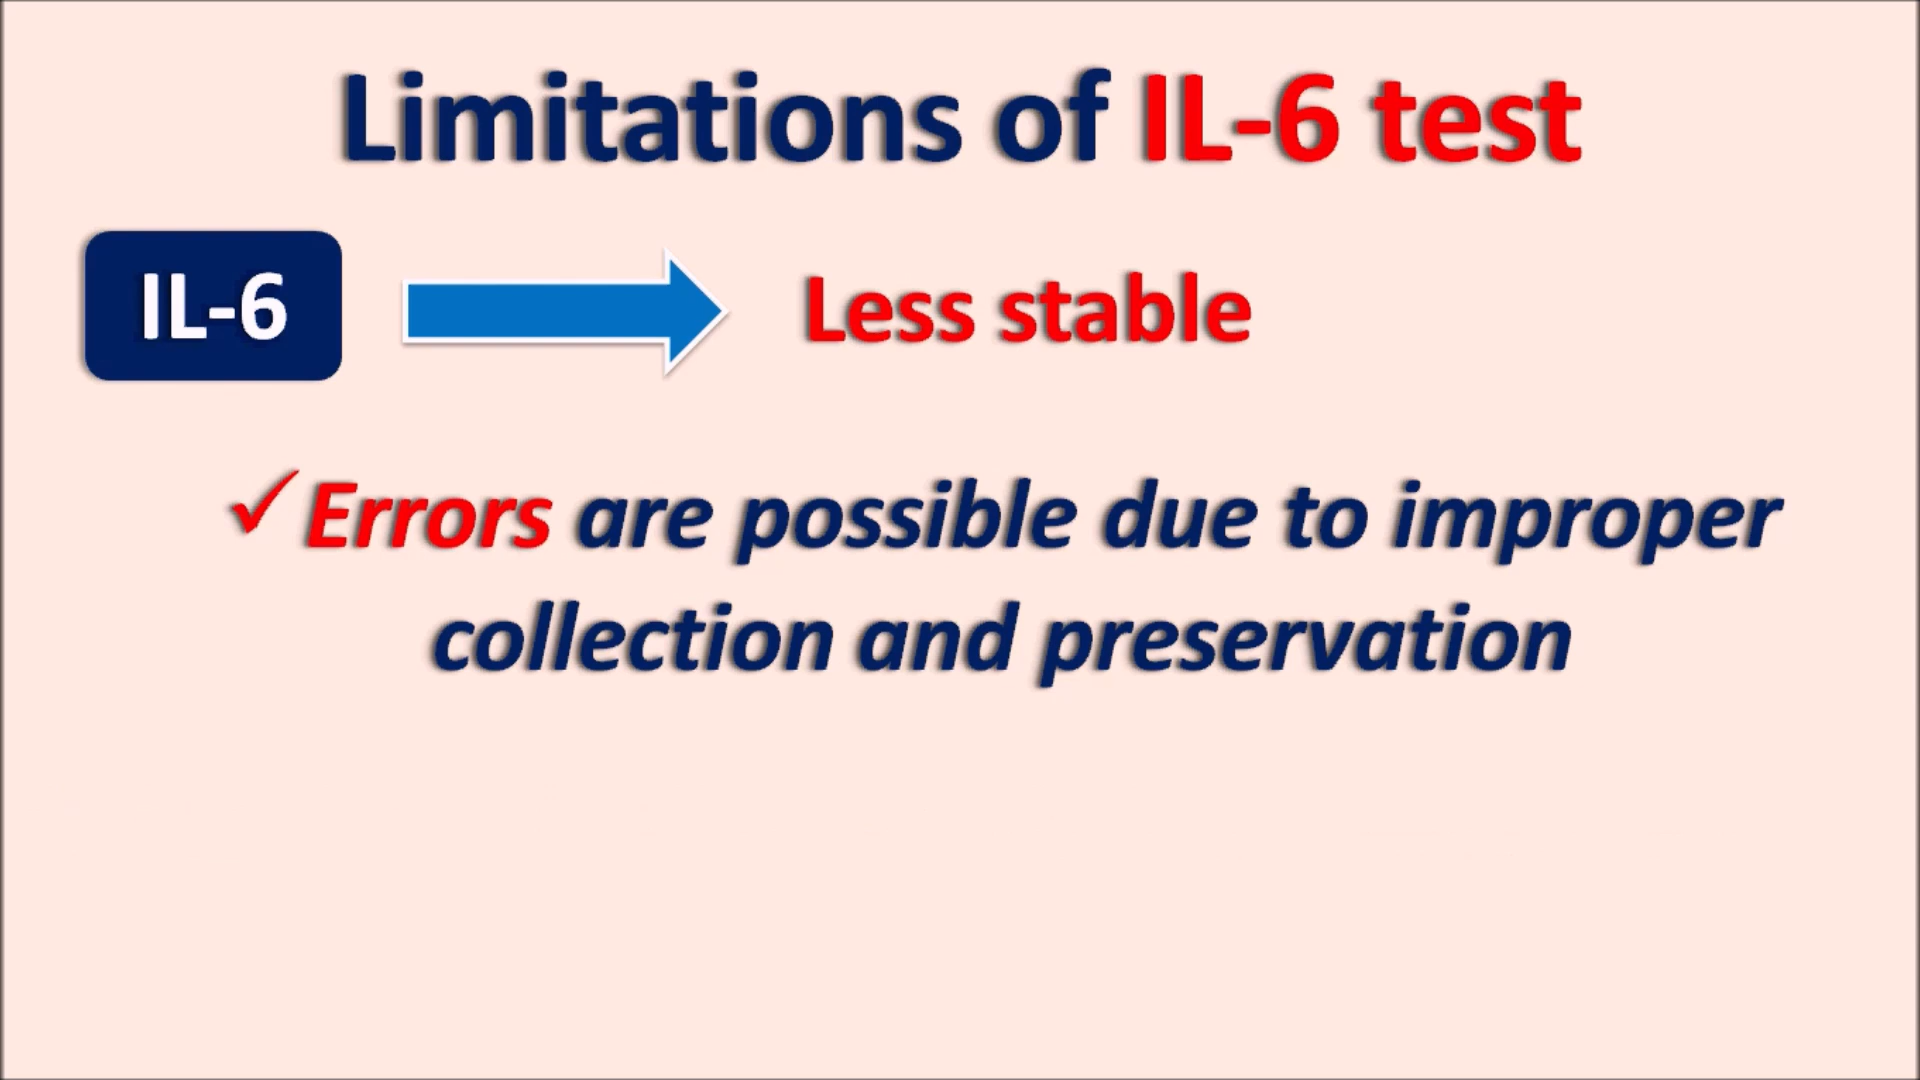 Limitations of IL-6 test
IL-6
Less stable
✓Errors are possible due to improper
collection and preservation